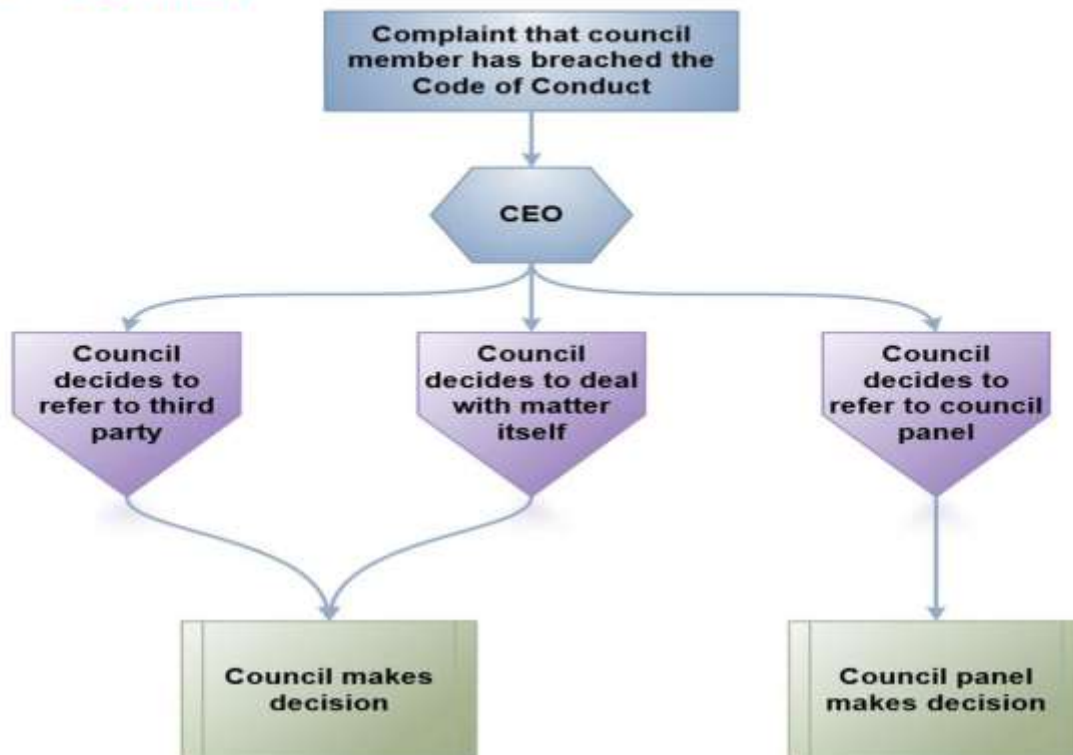 Complaint that council
member has breached the
Code of Conduct
CEO
Council
decides to
refer to third
party
Council
decides to deal
with matter
itself
Council
decides to
refer to council
panel
Council makes
decision
Council panel
makes decision